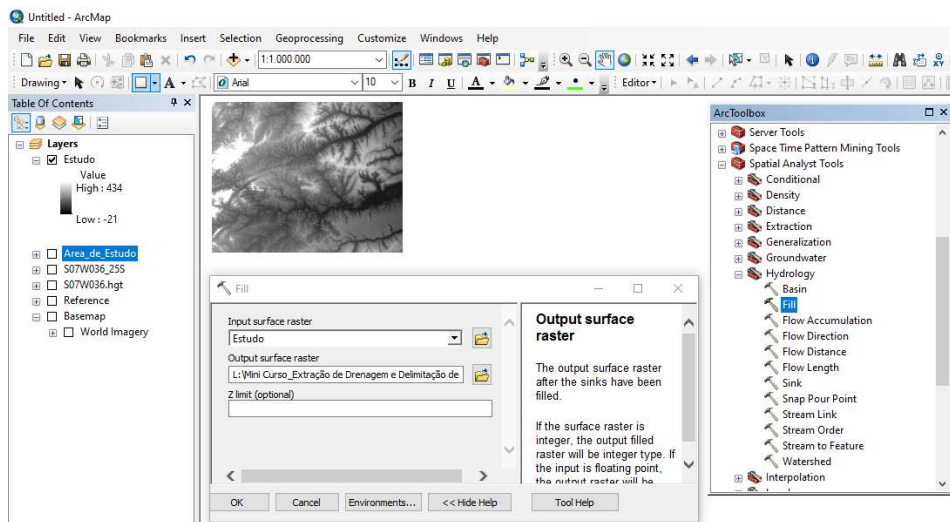 Untitled - ArcMap
File Edit View Bookmarks Insert Selection Geoprocessing Customize Windows Help
1:1.000.000
Drawing Arial 10 B I U A Editor
Table Of Contents
Layers
Estudo
Value
High : 434
Low : -21
Area_de_Estudo
S07W036_25S
S07W036.hgt
Reference
Basemap
World Imagery
Fill
Input surface raster
Estudo
Output surface raster
L:\Mini Curso_Extração de Drenagem e Delimitação de
Z limit (optional)
OK Cancel Environments... << Hide Help Tool Help
Output surface
raster
The output surface raster
after the sinks have been
filled.
If the surface raster is
integer, the output filled
raster will be integer type. If
the input is floating point,
the output raster will be
ArcToolbox
Server Tools
Space Time Pattern Mining Tools
Spatial Analyst Tools
Conditional
Density
Distance
Extraction
Generalization
Groundwater
Hydrology
Basin
Fill
Flow Accumulation
Flow Direction
Flow Distance
Flow Length
Sink
Snap Pour Point
Stream Link
Stream Order
Stream to Feature
Watershed
Interpolation